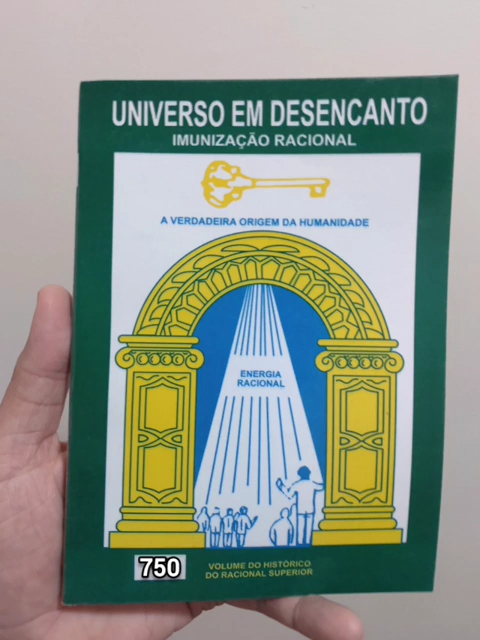 UNIVERSO EM DESENCANTO
IMUNIZAÇÃO RACIONAL
A VERDADEIRA ORIGEM DA HUMANIDADE
ENERGIA
RACIONAL
750
VOLUME DO HISTÓRICO
DO RACIONAL SUPERIOR